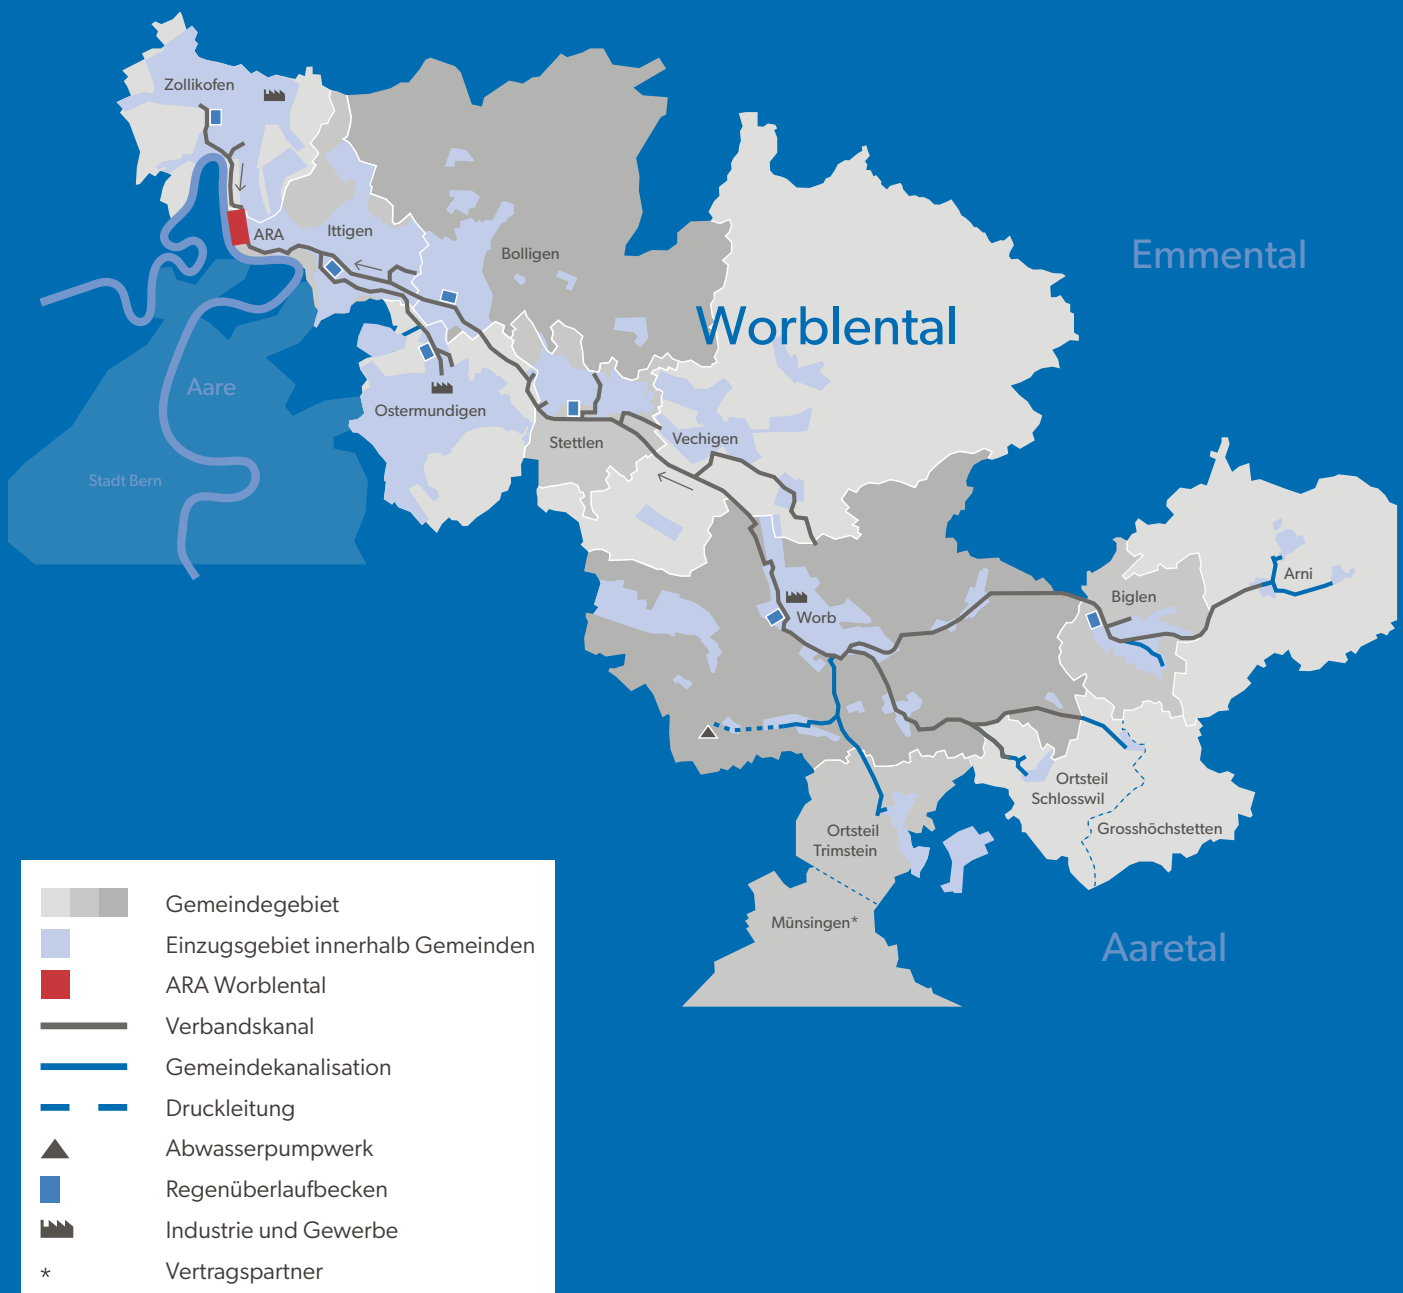 Zollikofen
ARA
Ittigen
Bolligen
Emmental
Worblental
Aare
Ostermundigen
Stettlen
Vechigen
Stadt Bern
Arni
Biglen
Worb
Ortsteil
Schlosswil
Grosshöchstetten
Ortsteil
Trimstein
Münsingen*
Aaretal
Gemeindegebiet
Einzugsgebiet innerhalb Gemeinden
ARA Worblental
Verbandskanal
Gemeindekanalisation
Druckleitung
Abwasserpumpwerk
Regenüberlaufbecken
Industrie und Gewerbe
* Vertragspartner